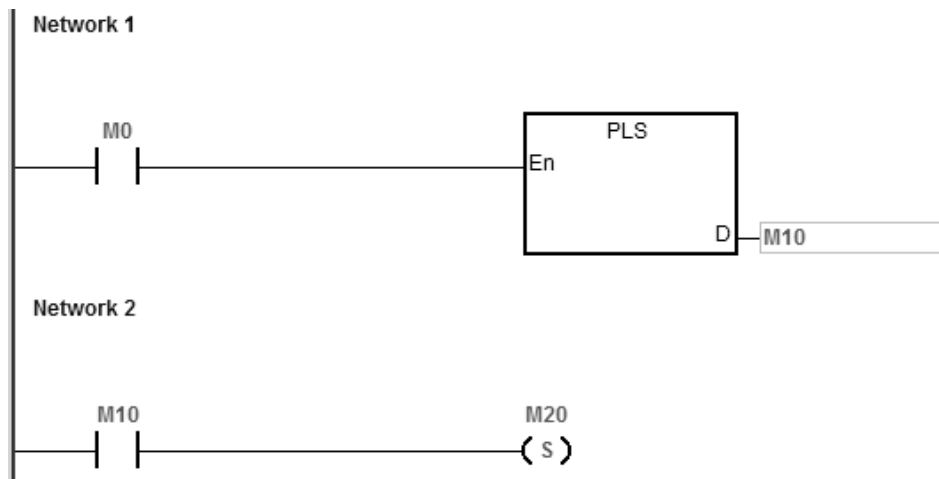 Network 1
M0
PLS
En
D
M10
Network 2
M10 M20
S